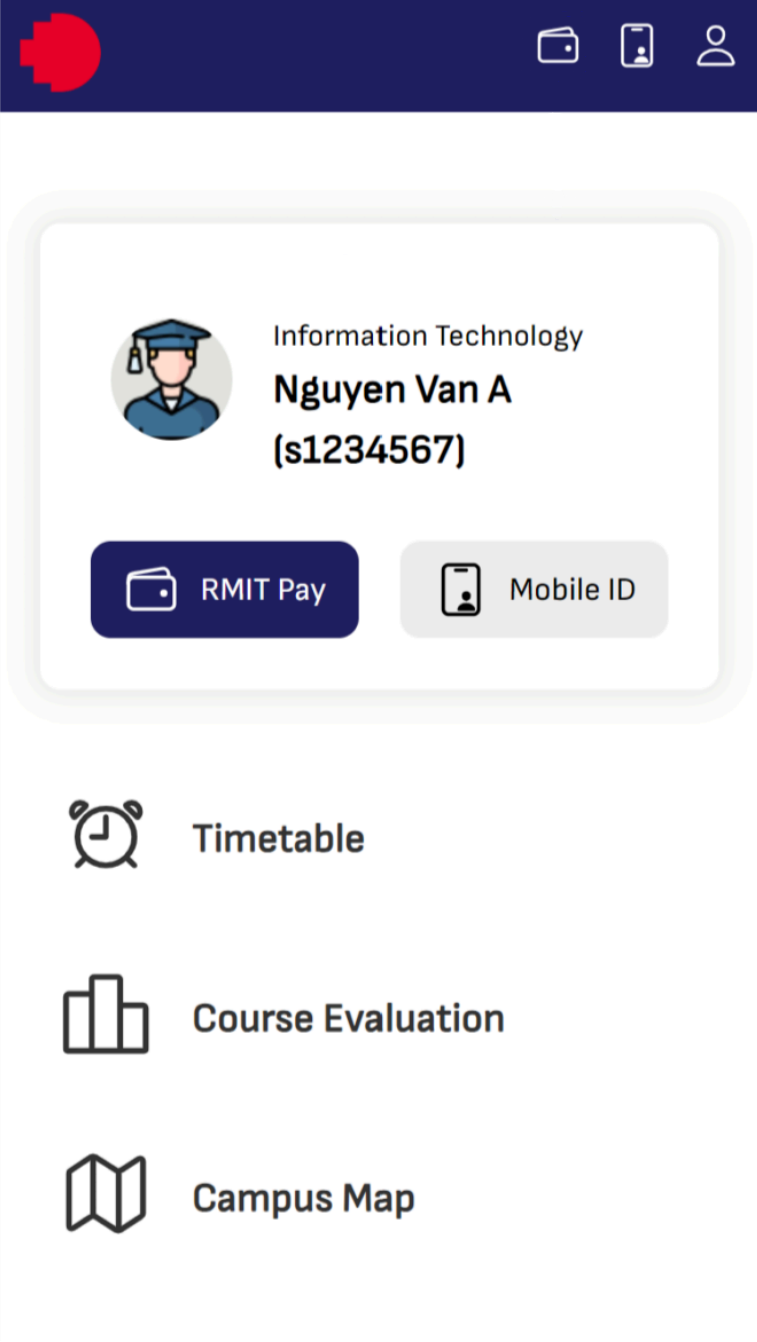 Information Technology
Nguyen Van A
(s1234567)
RMIT Pay
Mobile ID
Timetable
Course Evaluation
Campus Map